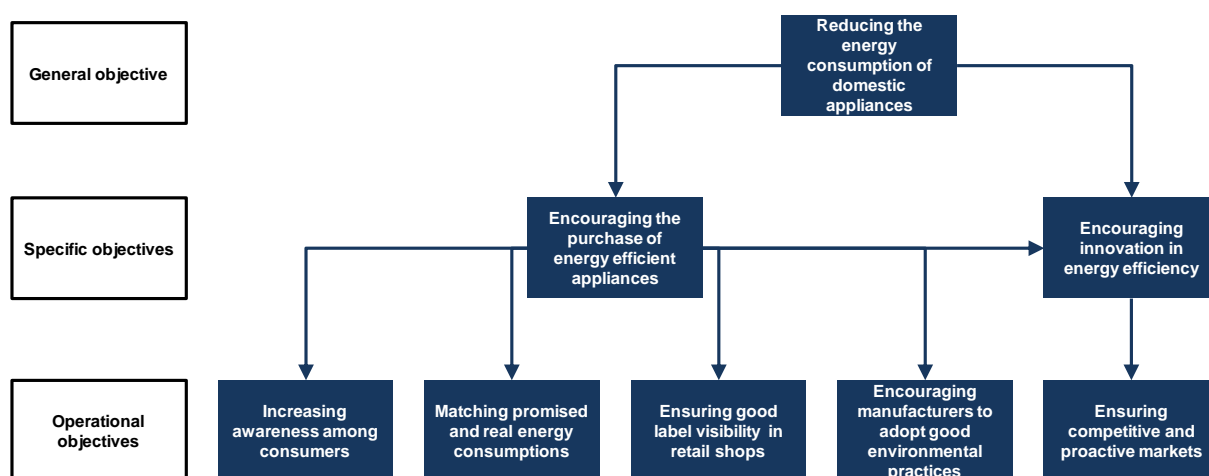 General objective
Reducing the
energy
consumption of
domestic
appliances
Specific objectives
Encouraging the
purchase of
energy efficient
appliances
Encouraging
innovation in
energy efficiency
Operational
objectives
Increasing
awareness among
consumers
Matching promised
and real energy
consumptions
Ensuring good
label visibility in
retail shops
Encouraging
manufacturers to
adopt good
environmental
practices
Ensuring
competitive and
proactive markets